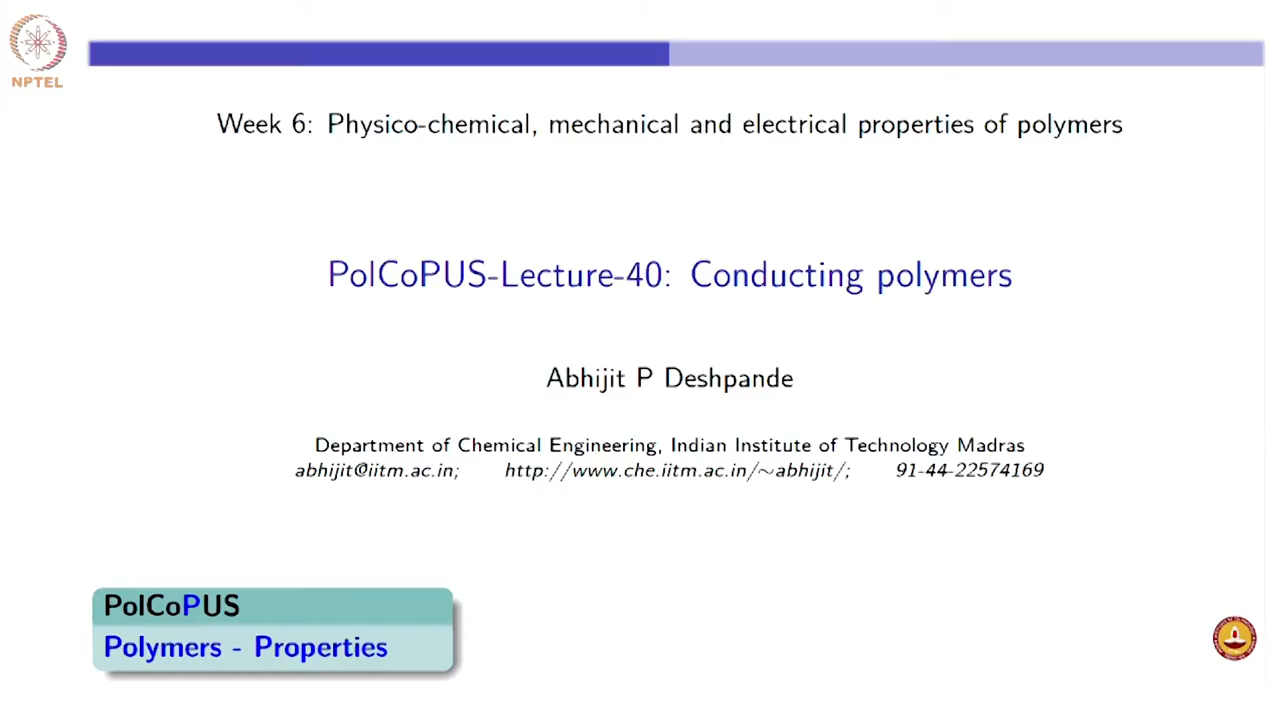 NPTEL
Week 6: Physico-chemical, mechanical and electrical properties of polymers
PolCoPUS-Lecture-40: Conducting polymers
Abhijit P Deshpande
Department of Chemical Engineering, Indian Institute of Technology Madras
abhijit@iitm.ac.in; http://www.che.iitm.ac.in/~abhijit/; 91-44-22574169
PolCoPUS
Polymers - Properties